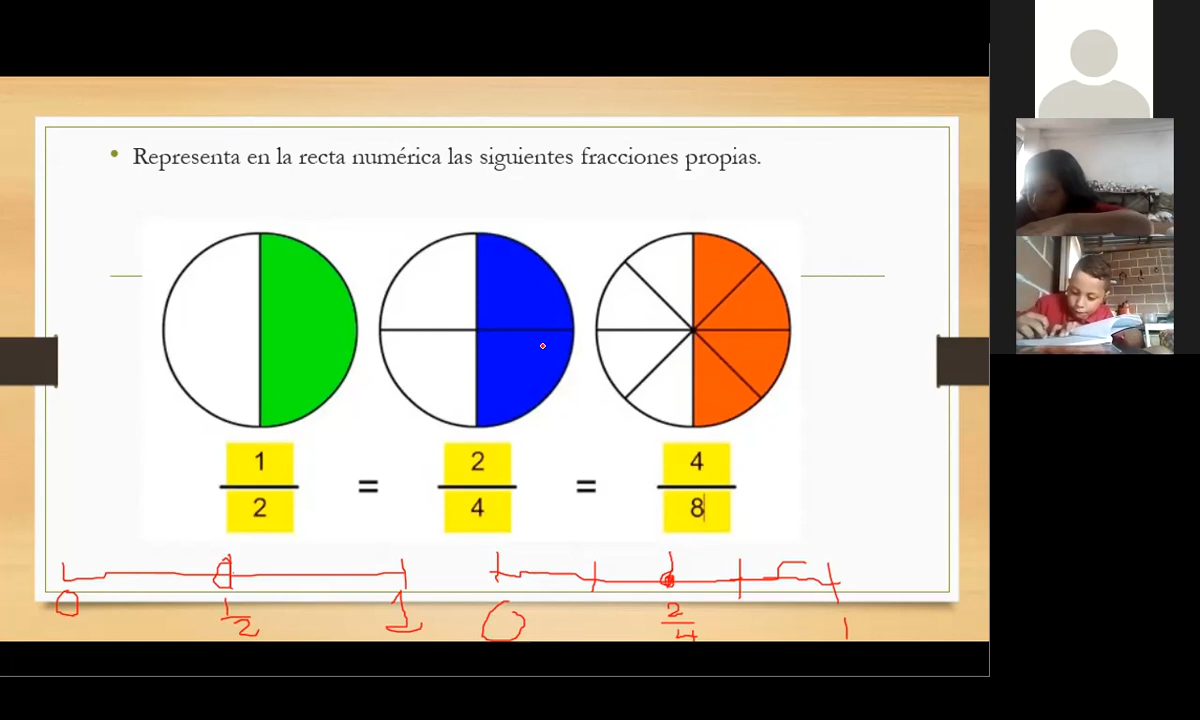 • Representa en la recta numérica las siguientes fracciones propias.
1/2 = 2/4 = 4/8
0 1/2 1 0 2/4 1